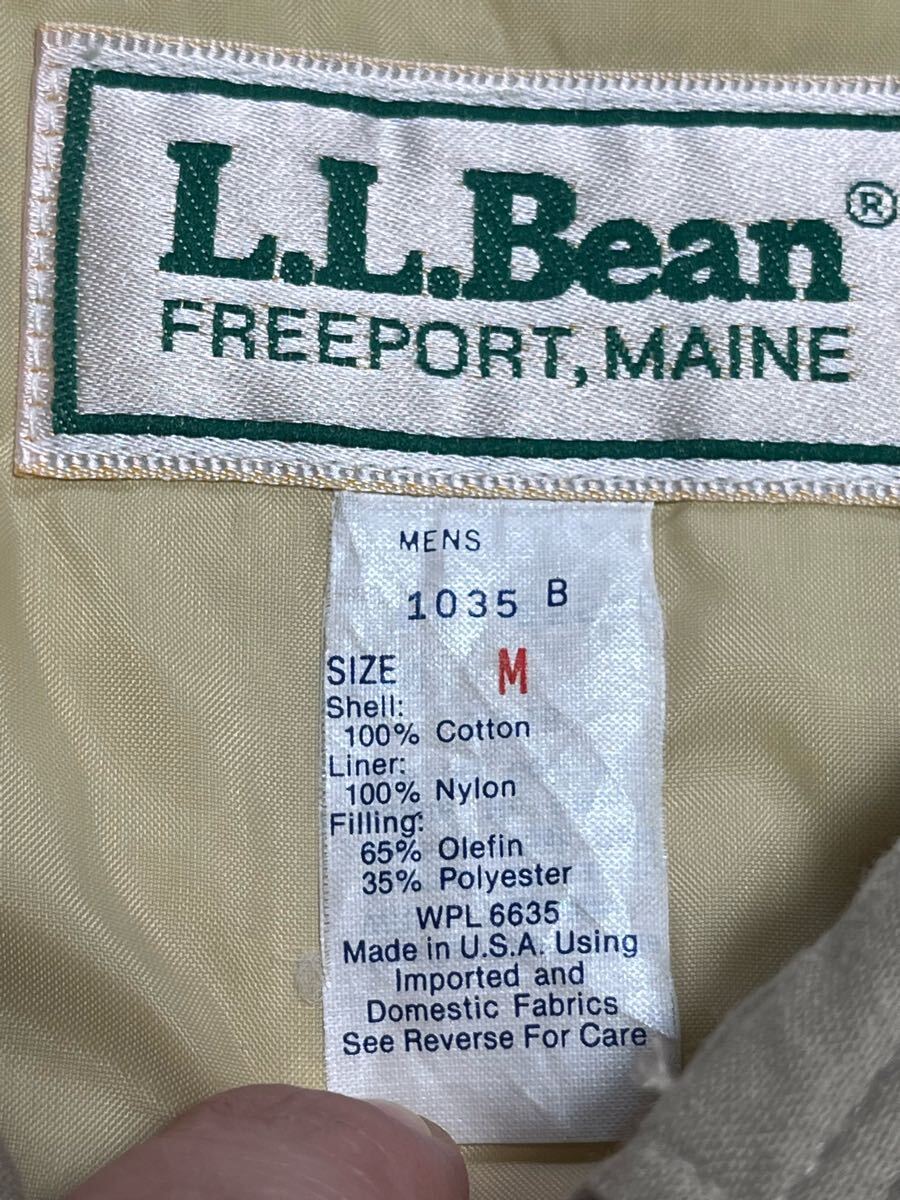 L.L.Bean®
FREEPORT, MAINE
MENS
1035 B
SIZE M
Shell:
100% Cotton
Liner:
100% Nylon
Filling:
65% Olefin
35% Polyester
WPL 6635
Made in U.S.A. Using
Imported and
Domestic Fabrics
See Reverse For Care